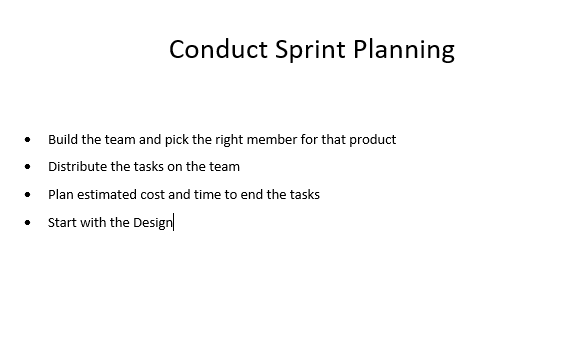 Conduct Sprint Planning
• Build the team and pick the right member for that product
• Distribute the tasks on the team
• Plan estimated cost and time to end the tasks
• Start with the Design